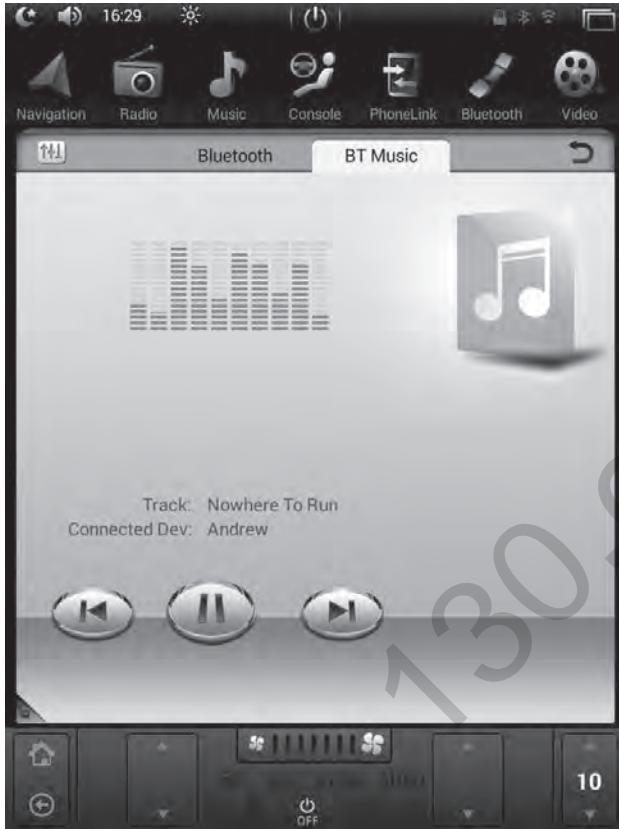 16:29
Navigation Radio Music Console PhoneLink Bluetooth Video
Bluetooth BT Music
Track: Nowhere To Run
Connected Dev: Andrew
10
OFF
130.